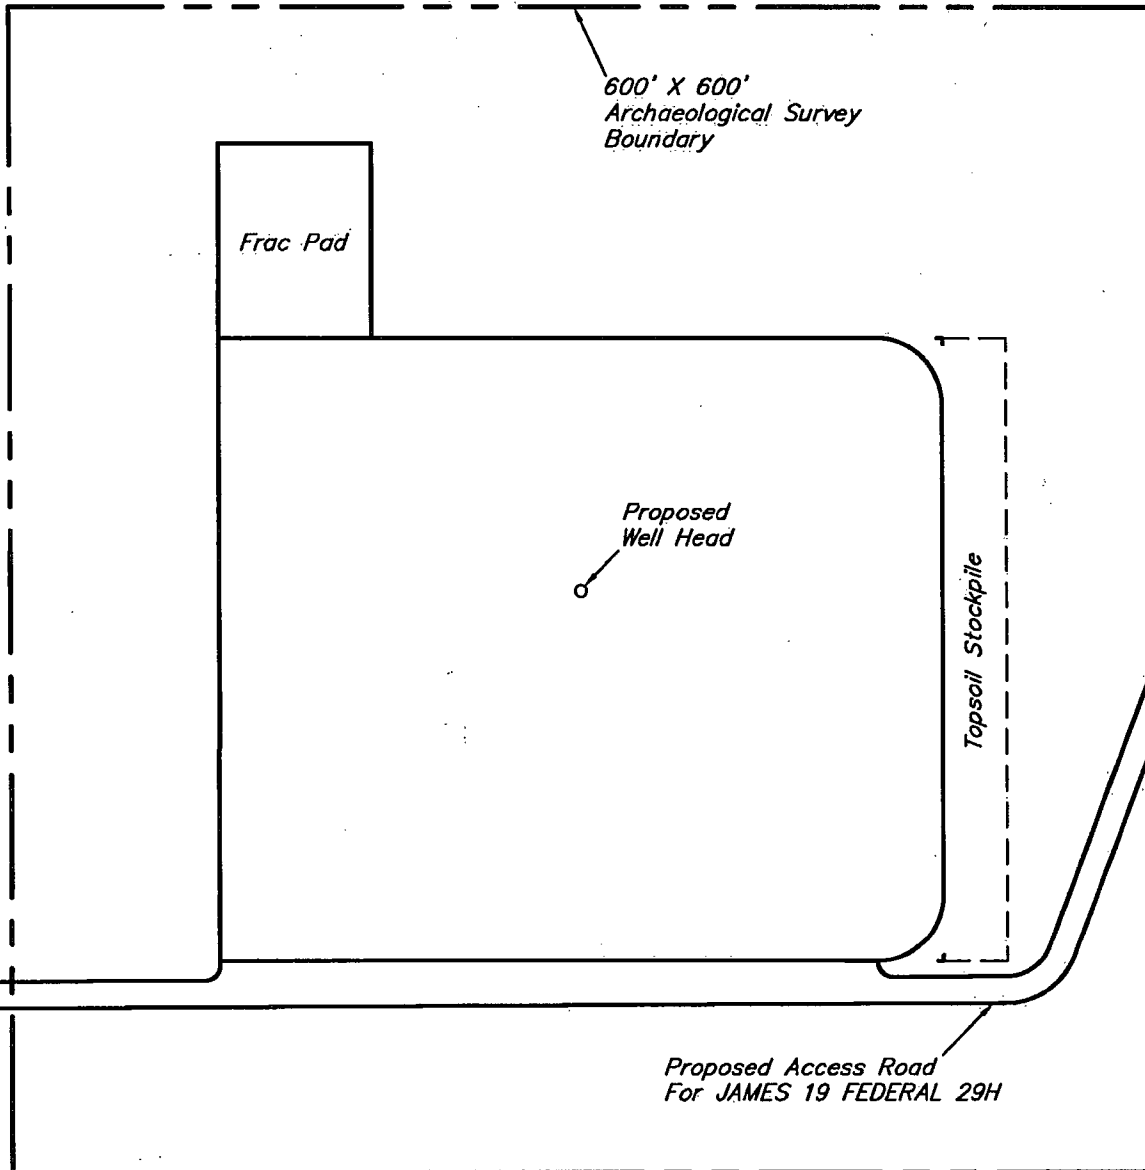 600' X 600'
Archaeological Survey
Boundary
Frac Pad
Proposed
Well Head
Topsoil Stockpile
Proposed Access Road
For JAMES 19 FEDERAL 29H